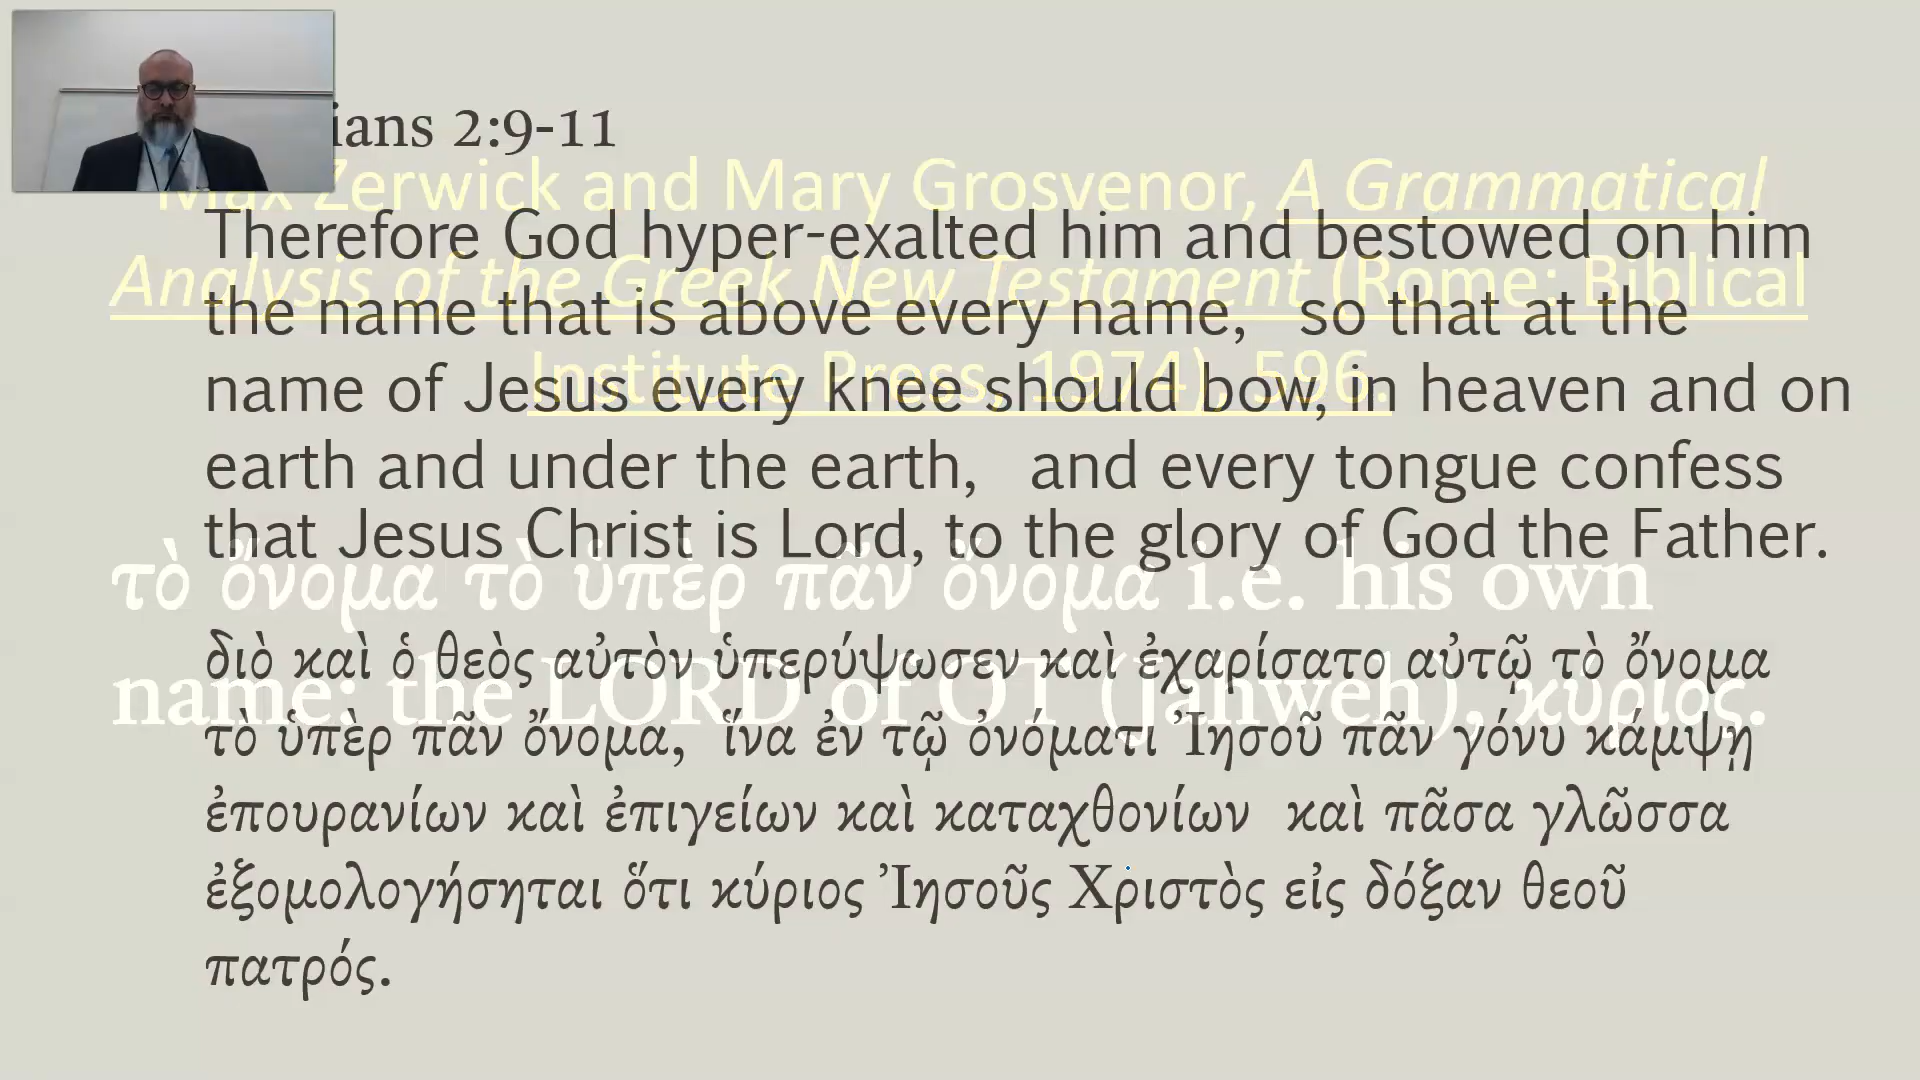 ians 2:9-11
Max Zerwick and Mary Grosvenor, A Grammatical
Analysis of the Greek New Testament (Rome: Biblical
Institute Press, 1974), 596.
Therefore God hyper-exalted him and bestowed on him
the name that is above every name, so that at the
name of Jesus every knee should bow, in heaven and on
earth and under the earth, and every tongue confess
that Jesus Christ is Lord, to the glory of God the Father.
τὸ ὄνομα τὸ ὑπὲρ πᾶν ὄνομα i.e. his own
name: the LORD of OT (Jahweh), κύριος.
διὸ καὶ ὁ θεὸς αὐτὸν ὑπερύψωσεν καὶ ἐχαρίσατο αὐτῷ τὸ ὄνομα
τὸ ὑπὲρ πᾶν ὄνομα, ἵνα ἐν τῷ ὀνόματι Ἰησοῦ πᾶν γόνυ κάμψῃ
ἐπουρανίων καὶ ἐπιγείων καὶ καταχθονίων καὶ πᾶσα γλῶσσα
ἐξομολογήσηται ὅτι κύριος Ἰησοῦς Χριστὸς εἰς δόξαν θεοῦ
πατρός.